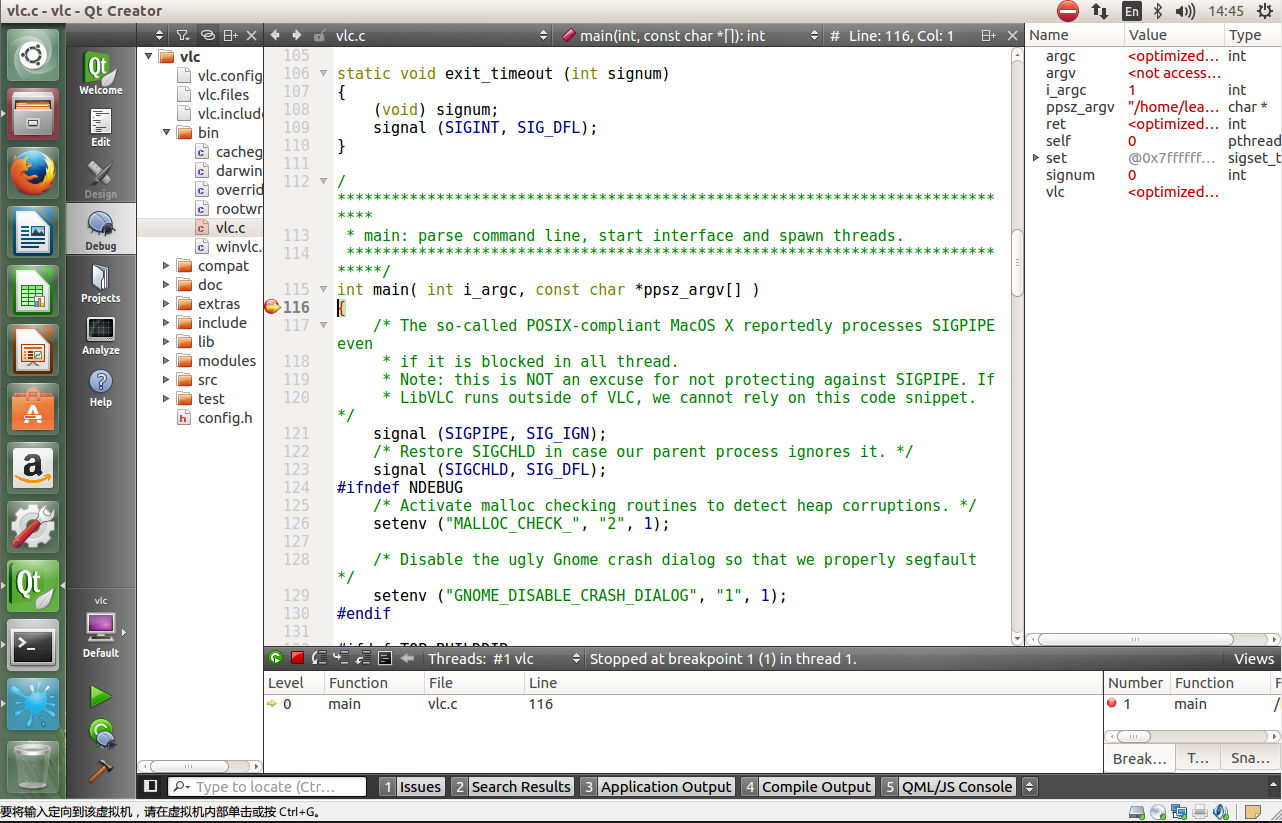 vlc.c - vlc - Qt Creator
En
14:45
vlc.c
main(int, const char *[]): int
# Line: 116, Col: 1
Welcome
Edit
Design
Debug
Projects
Analyze
Help
vlc
Default
vlc
vlc.config
vlc.files
vlc.include
bin
cacheg
darwin
overrid
rootwr
vlc.c
winvlc.
compat
doc
extras
include
lib
modules
src
test
config.h
105
106 static void exit_timeout (int signum)
107 {
108 (void) signum;
109 signal (SIGINT, SIG_DFL);
110 }
111
112 /
*************************************************************************
****
113 * main: parse command line, start interface and spawn threads.
114 ************************************************************************
*****/
115 int main( int i_argc, const char *ppsz_argv[] )
116 {
117 /* The so-called POSIX-compliant MacOS X reportedly processes SIGPIPE
even
118 * if it is blocked in all thread.
119 * Note: this is NOT an excuse for not protecting against SIGPIPE. If
120 * LibVLC runs outside of VLC, we cannot rely on this code snippet.
*/
121 signal (SIGPIPE, SIG_IGN);
122 /* Restore SIGCHLD in case our parent process ignores it. */
123 signal (SIGCHLD, SIG_DFL);
124 #ifndef NDEBUG
125 /* Activate malloc checking routines to detect heap corruptions. */
126 setenv ("MALLOC_CHECK_", "2", 1);
127
128 /* Disable the ugly Gnome crash dialog so that we properly segfault
*/
129 setenv ("GNOME_DISABLE_CRASH_DIALOG", "1", 1);
130 #endif
131
Name Value Type
argc <optimized... int
argv <not access...
i_argc 1 int
ppsz_argv "/home/lea... char *
ret <optimized... int
self 0 pthread
set @0x7ffffff... sigset_t
signum 0 int
vlc <optimized...
Threads: #1 vlc
Stopped at breakpoint 1 (1) in thread 1.
Views
Level Function File Line
0 main vlc.c 116
Number Function F
1 main /
Break... T... Sna...
Type to locate (Ctr...
1 Issues
2 Search Results
3 Application Output
4 Compile Output
5 QML/JS Console
要将输入定向到该虚拟机，请在虚拟机内部单击或按 Ctrl+G。